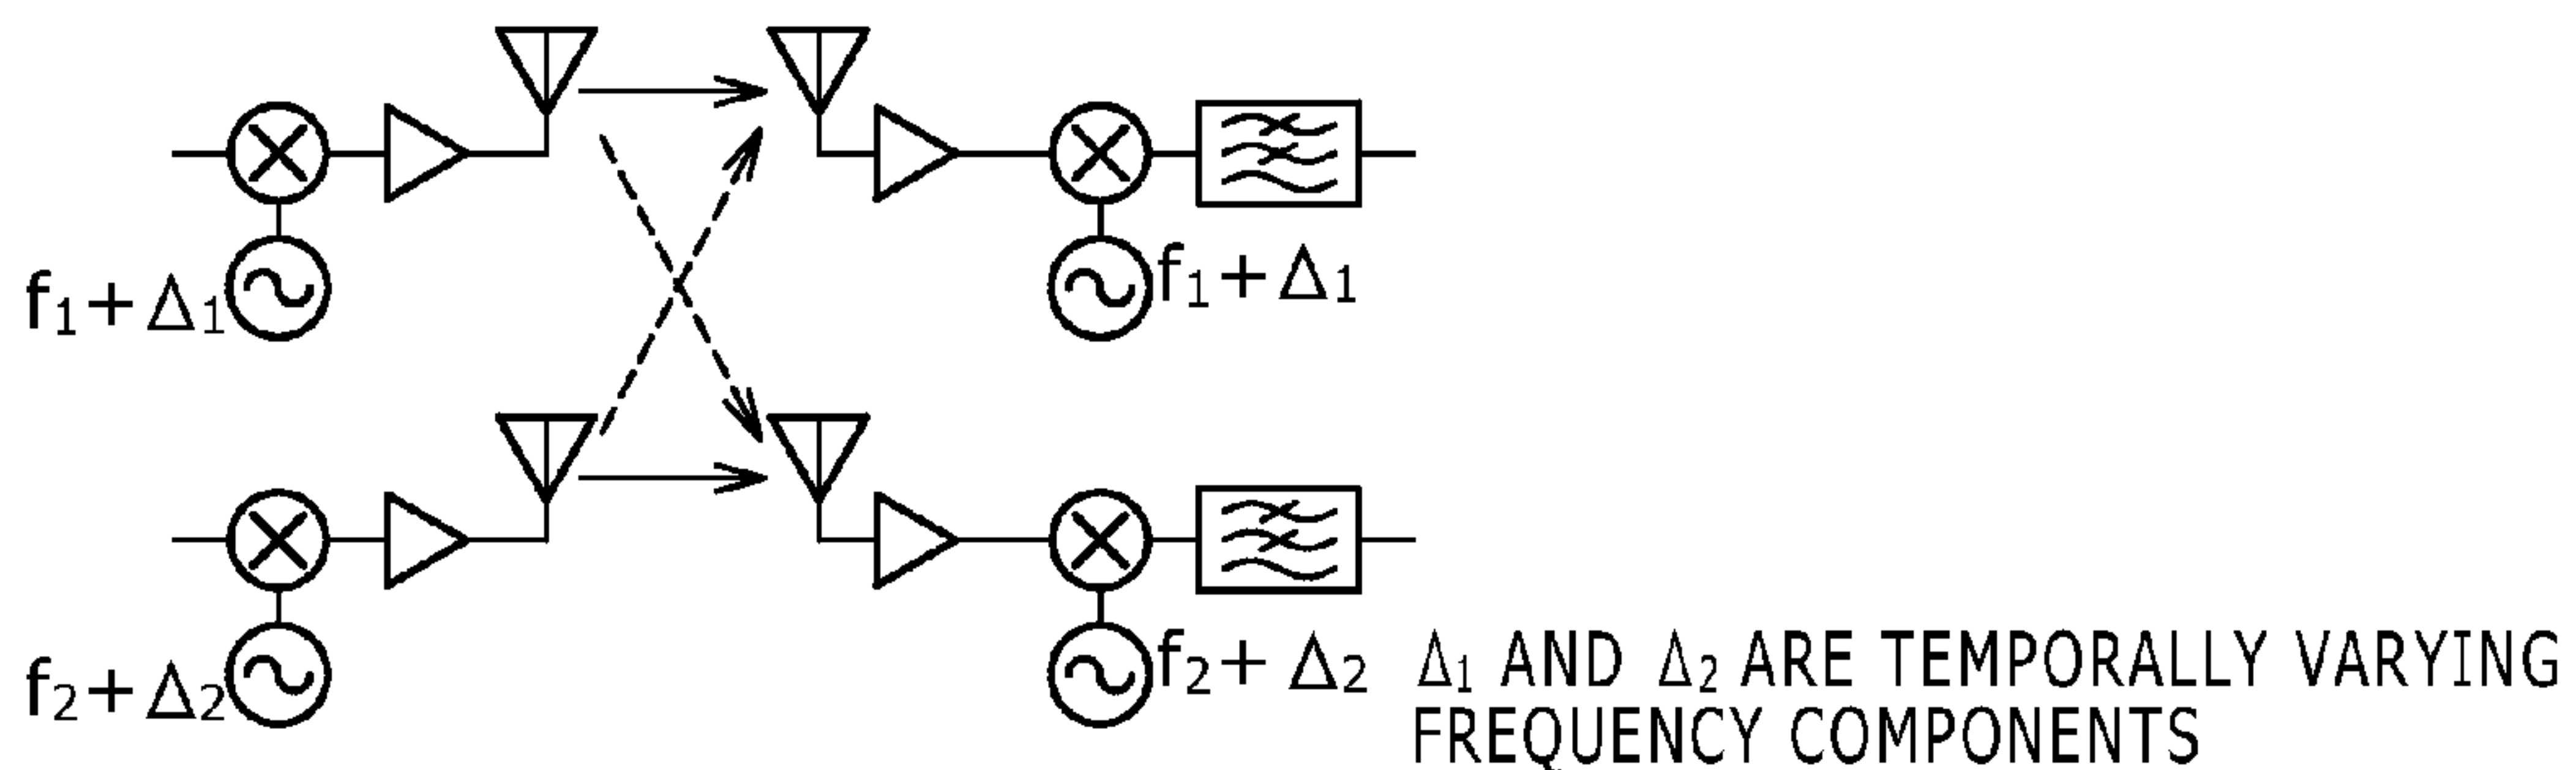 f₁+Δ₁
f₁+Δ₁
f₂+Δ₂
f₂+Δ₂
Δ₁ AND Δ₂ ARE TEMPORALLY VARYING
FREQUENCY COMPONENTS